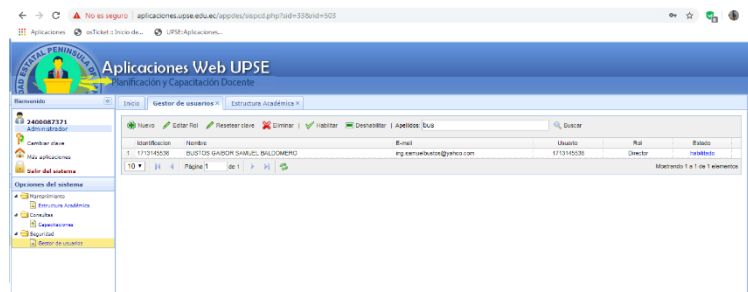 No es seguro | aplicaciones.upse.edu.ec/appdes/sispcd.php?sid=338&rid=503
Aplicaciones osTicket :: Inicio de... UPSE:Aplicaciones...
Aplicaciones Web UPSE
Planificación y Capacitación Docente
Bienvenido
2400087371
Administrador
Cambiar clave
Más aplicaciones
Salir del sistema
Opciones del sistema
Mantenimiento
Estructura Académica
Consultas
Capacitaciones
Seguridad
Gestor de usuarios
Inicio Gestor de usuarios × Estructura Académica ×
Nuevo Editar Rol Resetear clave Eliminar | Habilitar Deshabilitar | Apellidos: bus Buscar
Identificacion Nombre E-mail Usuario Rol Estado
1 1713145536 BUSTOS GAIBOR SAMUEL BALDOMERO ing.samuelbustos@yahoo.com 1713145536 Director habilitado
10 Página 1 de 1 Mostrando 1 a 1 de 1 elementos